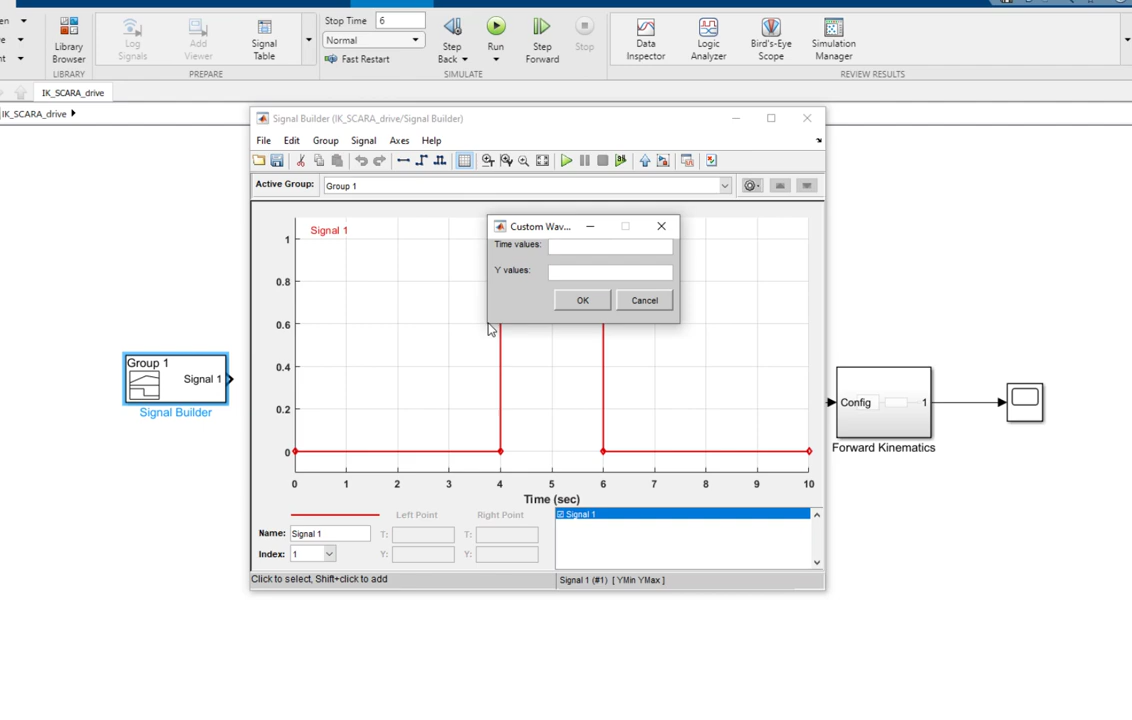 en
Stop Time 6
Normal
Fast Restart
Library
Browser
LIBRARY
Log
Signals
Add
Viewer
Signal
Table
PREPARE
Step
Back
Run
Step
Forward
Stop
SIMULATE
Data
Inspector
Logic
Analyzer
Bird's-Eye
Scope
Simulation
Manager
REVIEW RESULTS
IK_SCARA_drive
IK_SCARA_drive
Signal Builder (IK_SCARA_drive/Signal Builder)
File Edit Group Signal Axes Help
Active Group: Group 1
Signal 1
Custom Wav...
Time values:
Y values:
OK Cancel
1
0.8
0.6
0.4
0.2
0
0 1 2 3 4 5 6 7 8 9 10
Time (sec)
Left Point Right Point
Name: Signal 1 T: T:
Index: 1 Y: Y:
Signal 1
Click to select, Shift+click to add
Signal 1 (#1) [ YMin YMax ]
Group 1
Signal 1
Signal Builder
Config 1
Forward Kinematics